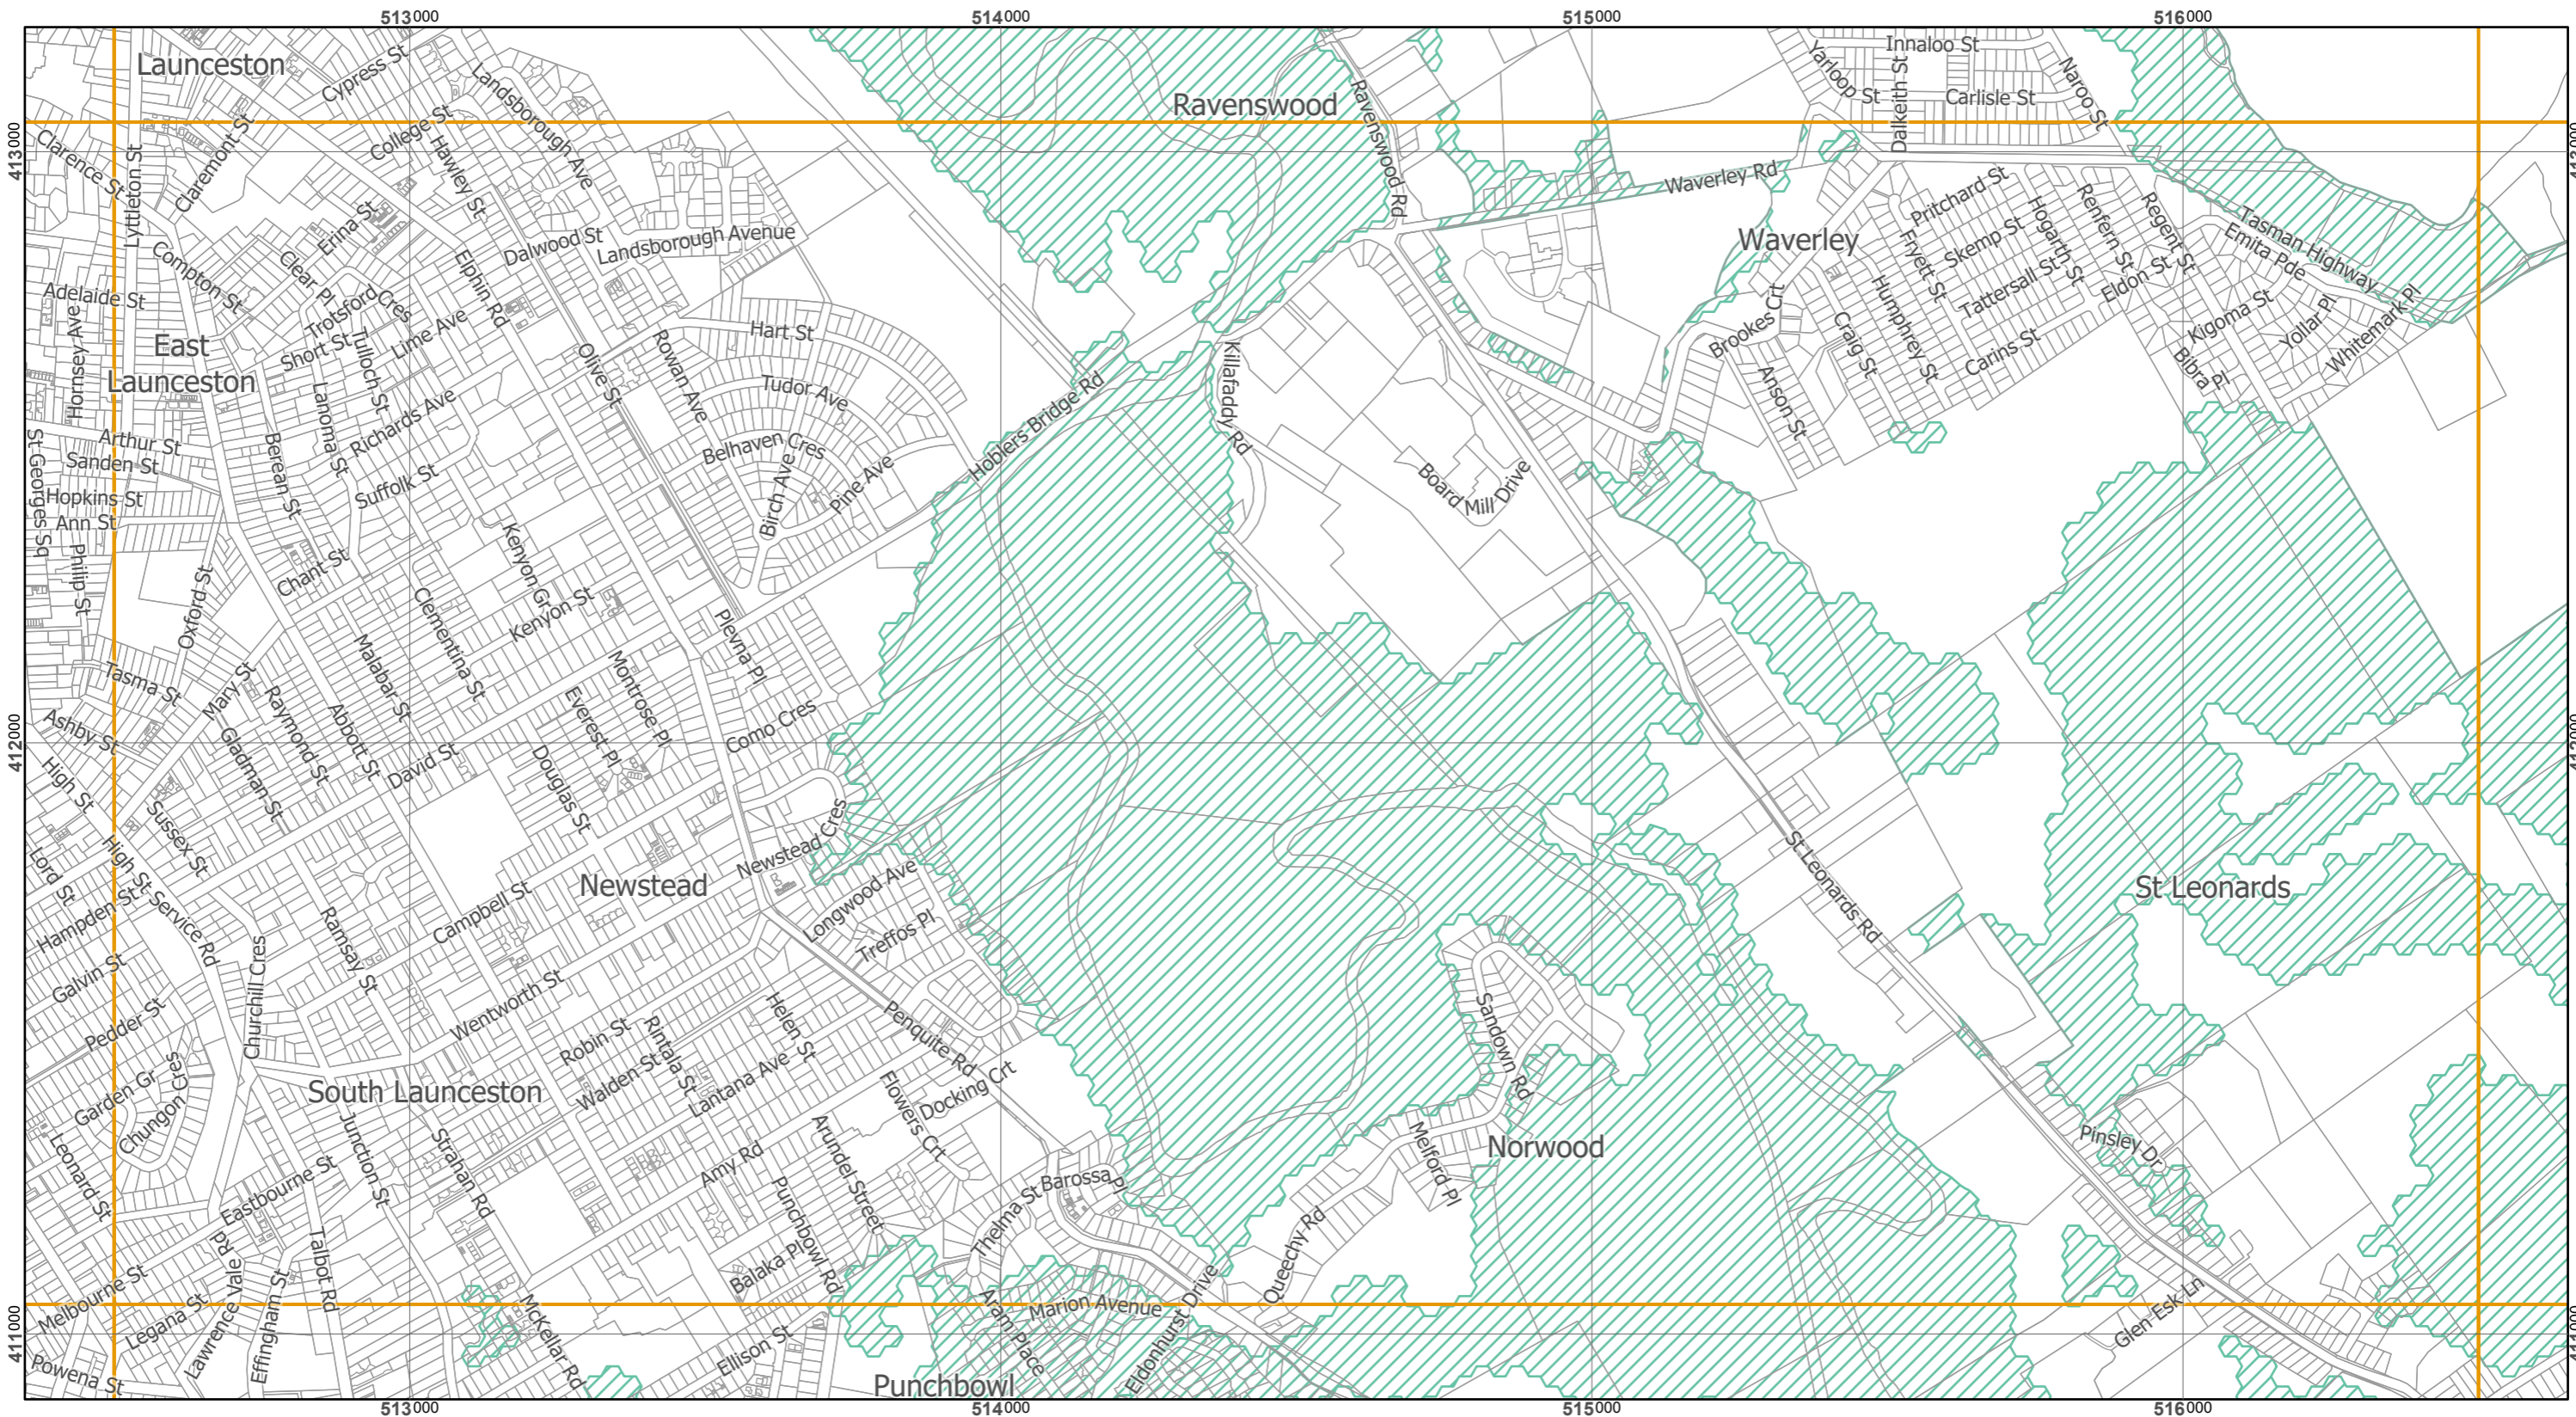 513000
514000
515000
516000
Launceston
Cypress St
Landsborough Ave
Ravenswood
Ravenswood Rd
Yarloop St
Innaloo St
Dalkeith St
Carlisle St
Naroo St
413000
Clarence St
Lyttleton St
Claremont St
College St
Hawley St
Waverley Rd
Erina St
Dalwood St
Landsborough Avenue
Compton St
Clear Pl
Elphin Rd
Waverley
Pritchard St
Fryett St
Skemp St
Hogarth St
Renfern St
Regent St
Tasman Highway
Emita Pde
Adelaide St
Hornsey Ave
Trotsford Cres
Short St
Tulloch St
Lime Ave
Hart St
Olive St
Rowan Ave
Tattersall St
Eldon St
Humphrey St
Craig St
Brookes Crt
Kigoma St
Yollar Pl
Whitemark Pl
Bibra Pl
Carins St
Anson St
East
Launceston
Lanoma St
Richards Ave
Tudor Ave
Killafaddy Rd
Hoblers Bridge Rd
St Georges Sq
Arthur St
Sanden St
Hopkins St
Ann St
Philip St
Berean St
Suffolk St
Belhaven Cres
Birch Ave
Pine Ave
Board Mill Drive
Oxford St
Chant St
Kenyon Gr
Kenyon St
Clementina St
Plevna Pl
Tasma St
Mary St
Malabar St
Montrose Pl
Everest Pl
Como Cres
412000
Ashby St
Raymond St
Abbott St
Gladman St
David St
Douglas St
High St
Sussex St
Newstead Cres
St Leonards Rd
Lord St
High St Service Rd
Hampden St
Campbell St
Newstead
Longwood Ave
Treffos Pl
St Leonards
Galvin St
Ramsay St
Churchill Cres
Wentworth St
Pedder St
Robin St
Rintala St
Helen St
Penquite Rd
Sandown Rd
Garden Gr
Chungon Cres
South Launceston
Walden St
Lantana Ave
Flowers Crt
Docking Crt
Leonard St
Junction St
Strahan Rd
Arundel Street
Amy Rd
Melford Pl
Norwood
Pinsley Dr
Eastbourne St
Talbot Rd
Punchbowl Rd
Balaka Pl
Thelma St
Barossa Pl
Queechy Rd
Melbourne St
Lawrence Vale Rd
Effingham St
Legana St
McKellar Rd
Aram Place
Marion Avenue
Eldonhurst Drive
Glen Esk Ln
411000
Powena St
Ellison St
Punchbowl
513000
514000
515000
516000